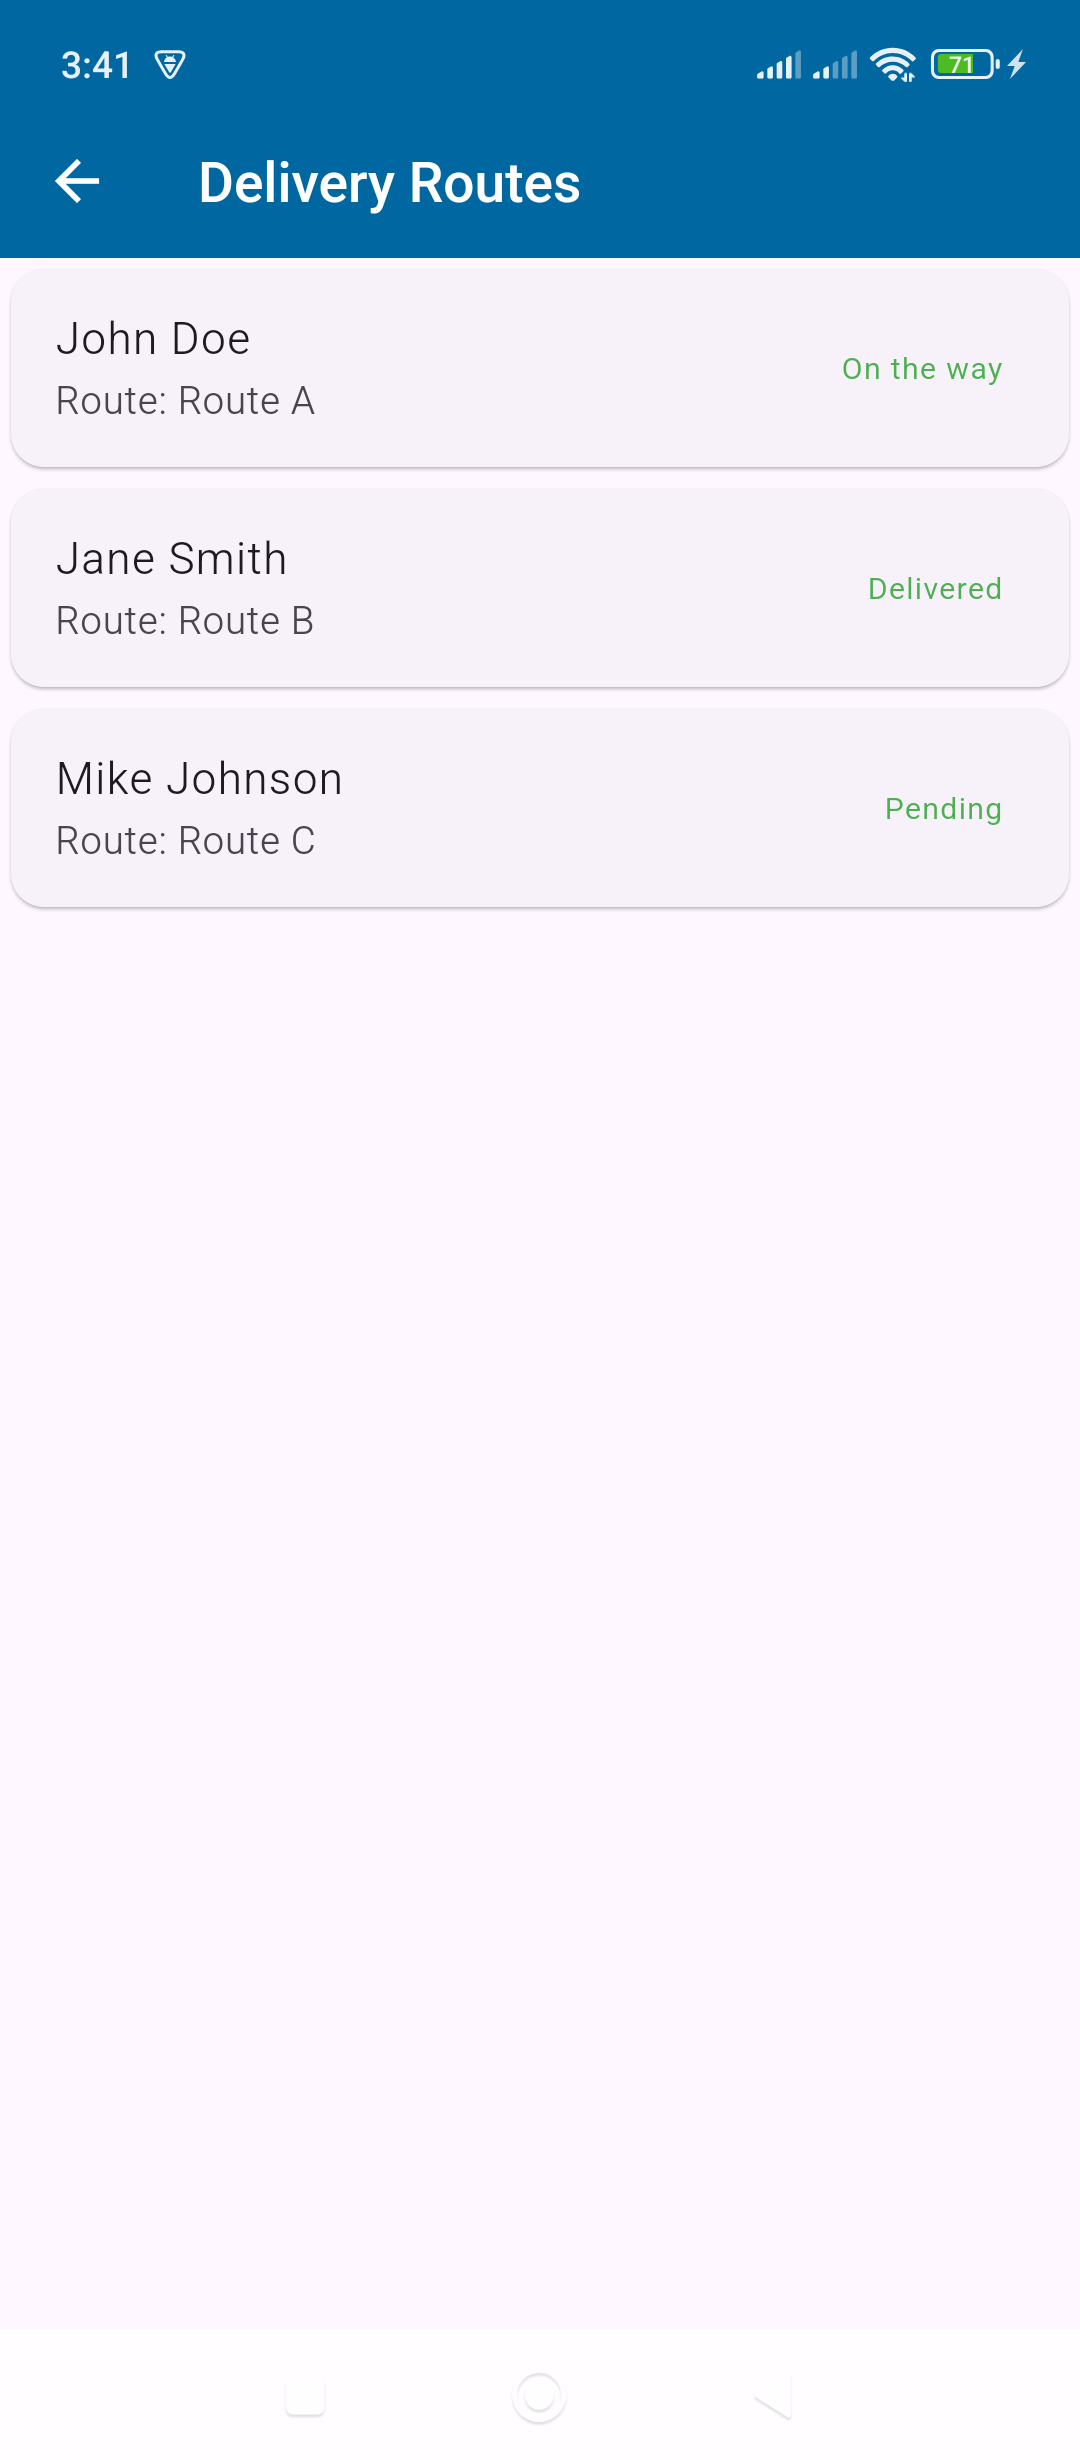 3:41
71
Delivery Routes
John Doe
On the way
Route: Route A
Jane Smith
Delivered
Route: Route B
Mike Johnson
Pending
Route: Route C